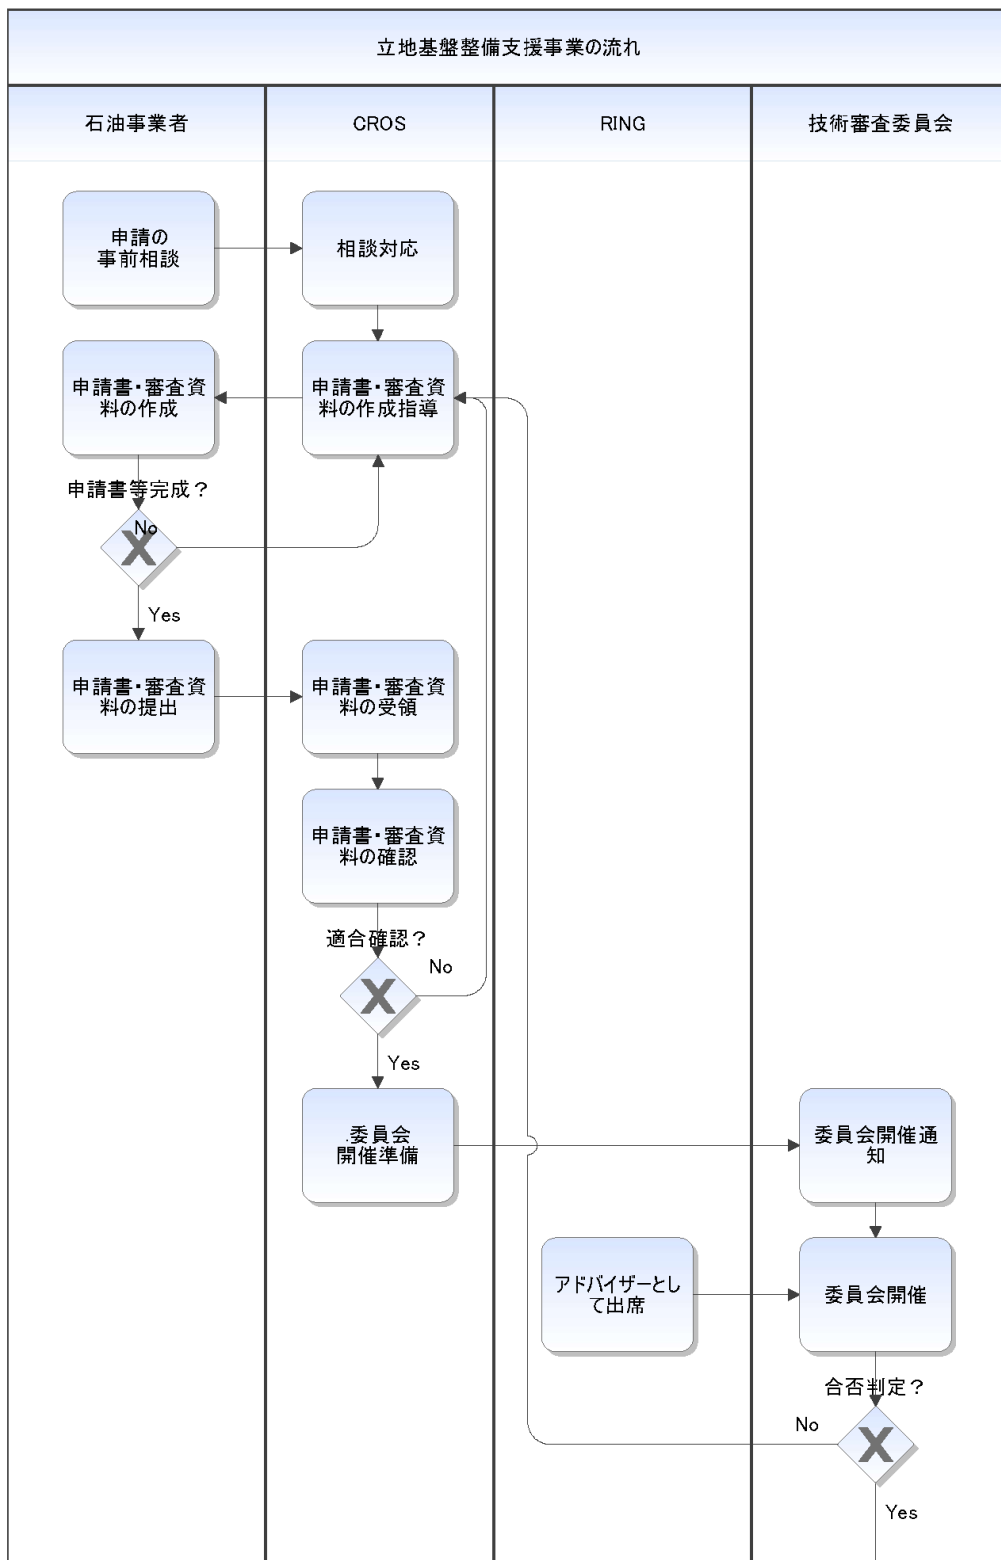 立地基盤整備支援事業の流れ
石油事業者
CROS
RING
技術審査委員会
申請の
事前相談
相談対応
申請書・審査資
料の作成
申請書・審査資
料の作成指導
申請書等完成？
No
Yes
申請書・審査資
料の提出
申請書・審査資
料の受領
申請書・審査資
料の確認
適合確認？
No
Yes
.委員会
開催準備
委員会開催通
知
アドバイザーとし
て出席
委員会開催
合否判定？
No
Yes